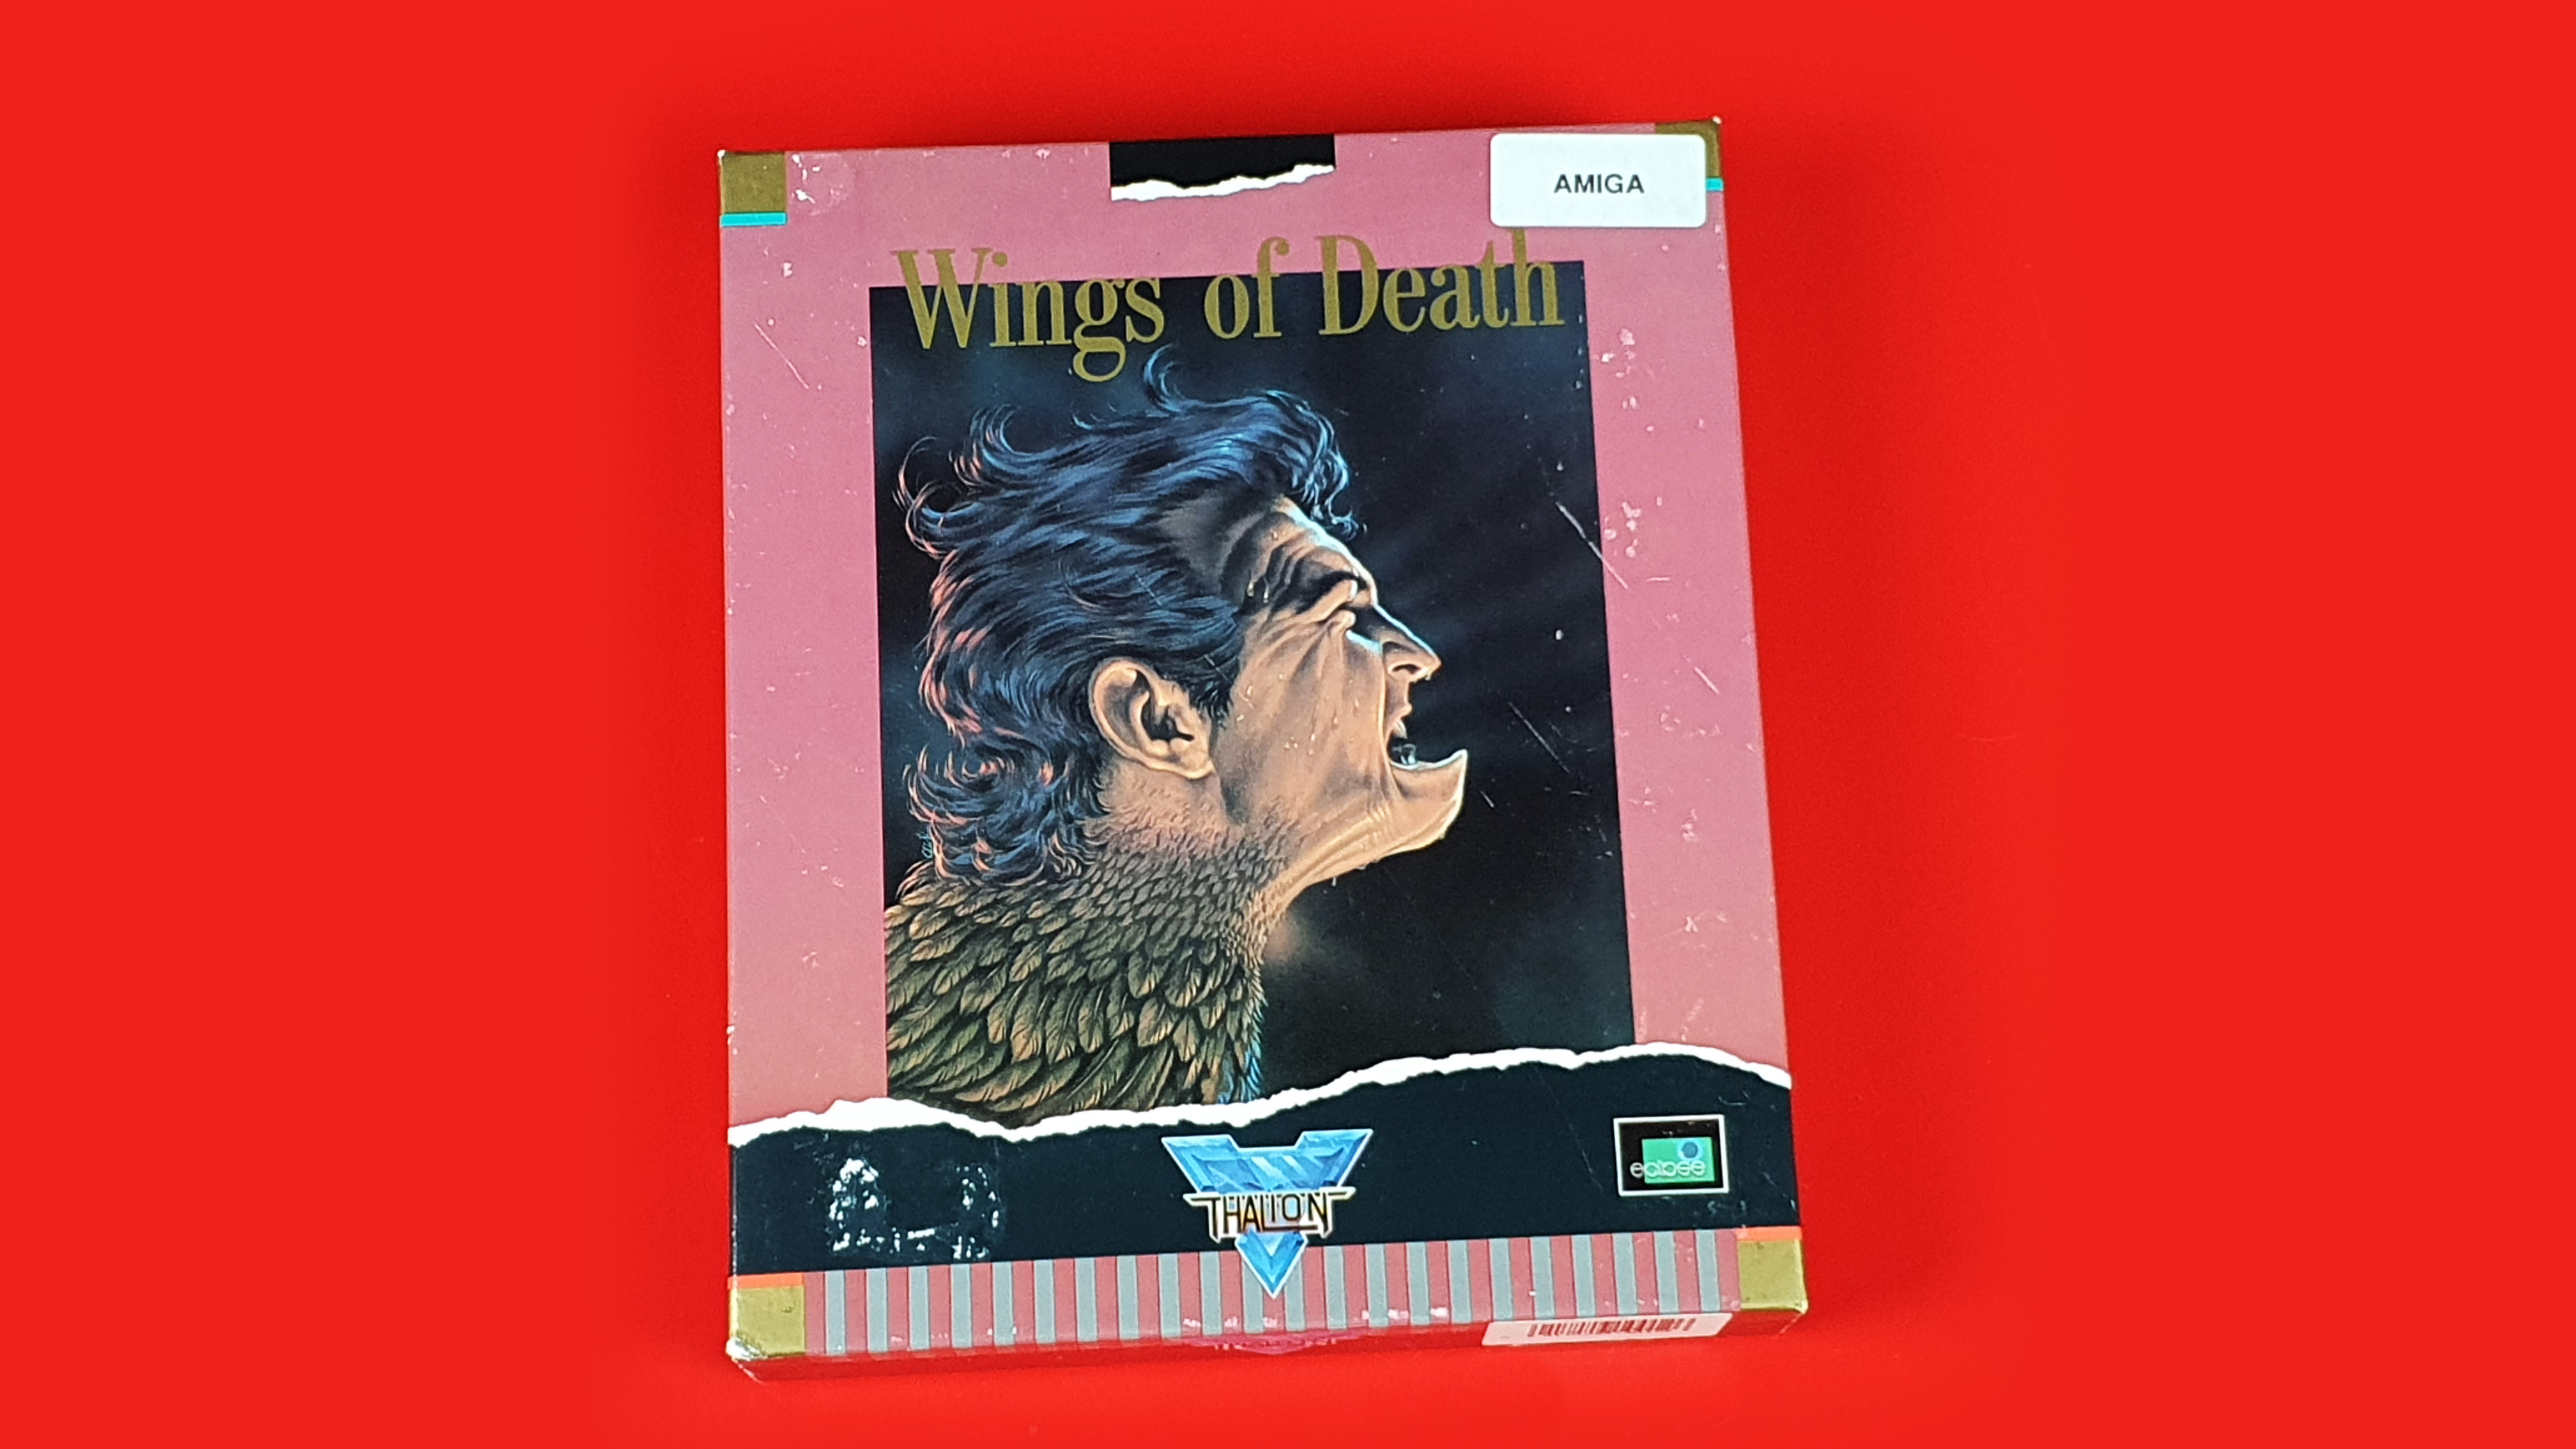 AMIGA
Wings of Death
THALION
eclipse